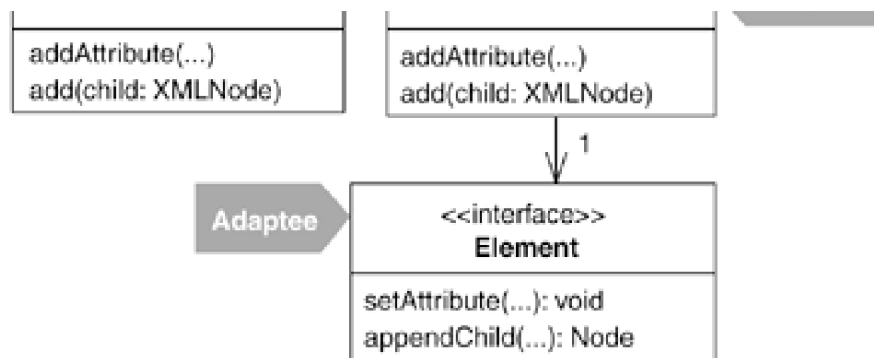 addAttribute(...)
add(child: XMLNode)
addAttribute(...)
add(child: XMLNode)
1
Adaptee
<<interface>>
Element
setAttribute(...): void
appendChild(...): Node